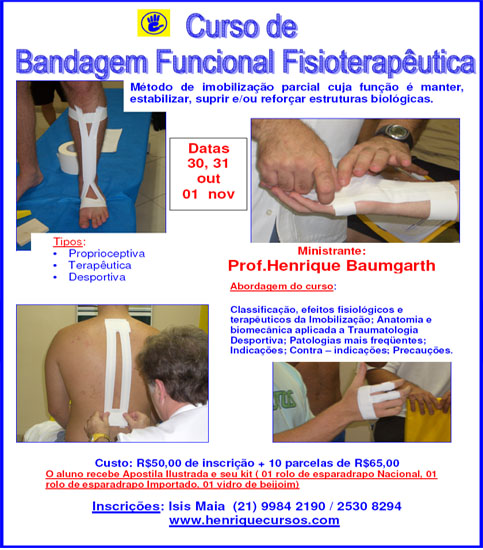 Curso de
Bandagem Funcional Fisioterapêutica
Método de imobilização parcial cuja função é manter,
estabilizar, suprir e/ou reforçar estruturas biológicas.
Datas
30, 31
out
01 nov
Tipos:
• Proprioceptiva
• Terapêutica
• Desportiva
Ministrante:
Prof.Henrique Baumgarth
Abordagem do curso:
Classificação, efeitos fisiológicos e
terapêuticos da Imobilização; Anatomia e
biomecânica aplicada a Traumatologia
Desportiva; Patologias mais freqüentes;
Indicações; Contra – indicações; Precauções.
Custo: R$50,00 de inscrição + 10 parcelas de R$65,00
O aluno recebe Apostila Ilustrada e seu kit ( 01 rolo de esparadrapo Nacional, 01
rolo de esparadrapo Importado, 01 vidro de beijoim)
Inscrições: Isis Maia (21) 9984 2190 / 2530 8294
www.henriquecursos.com